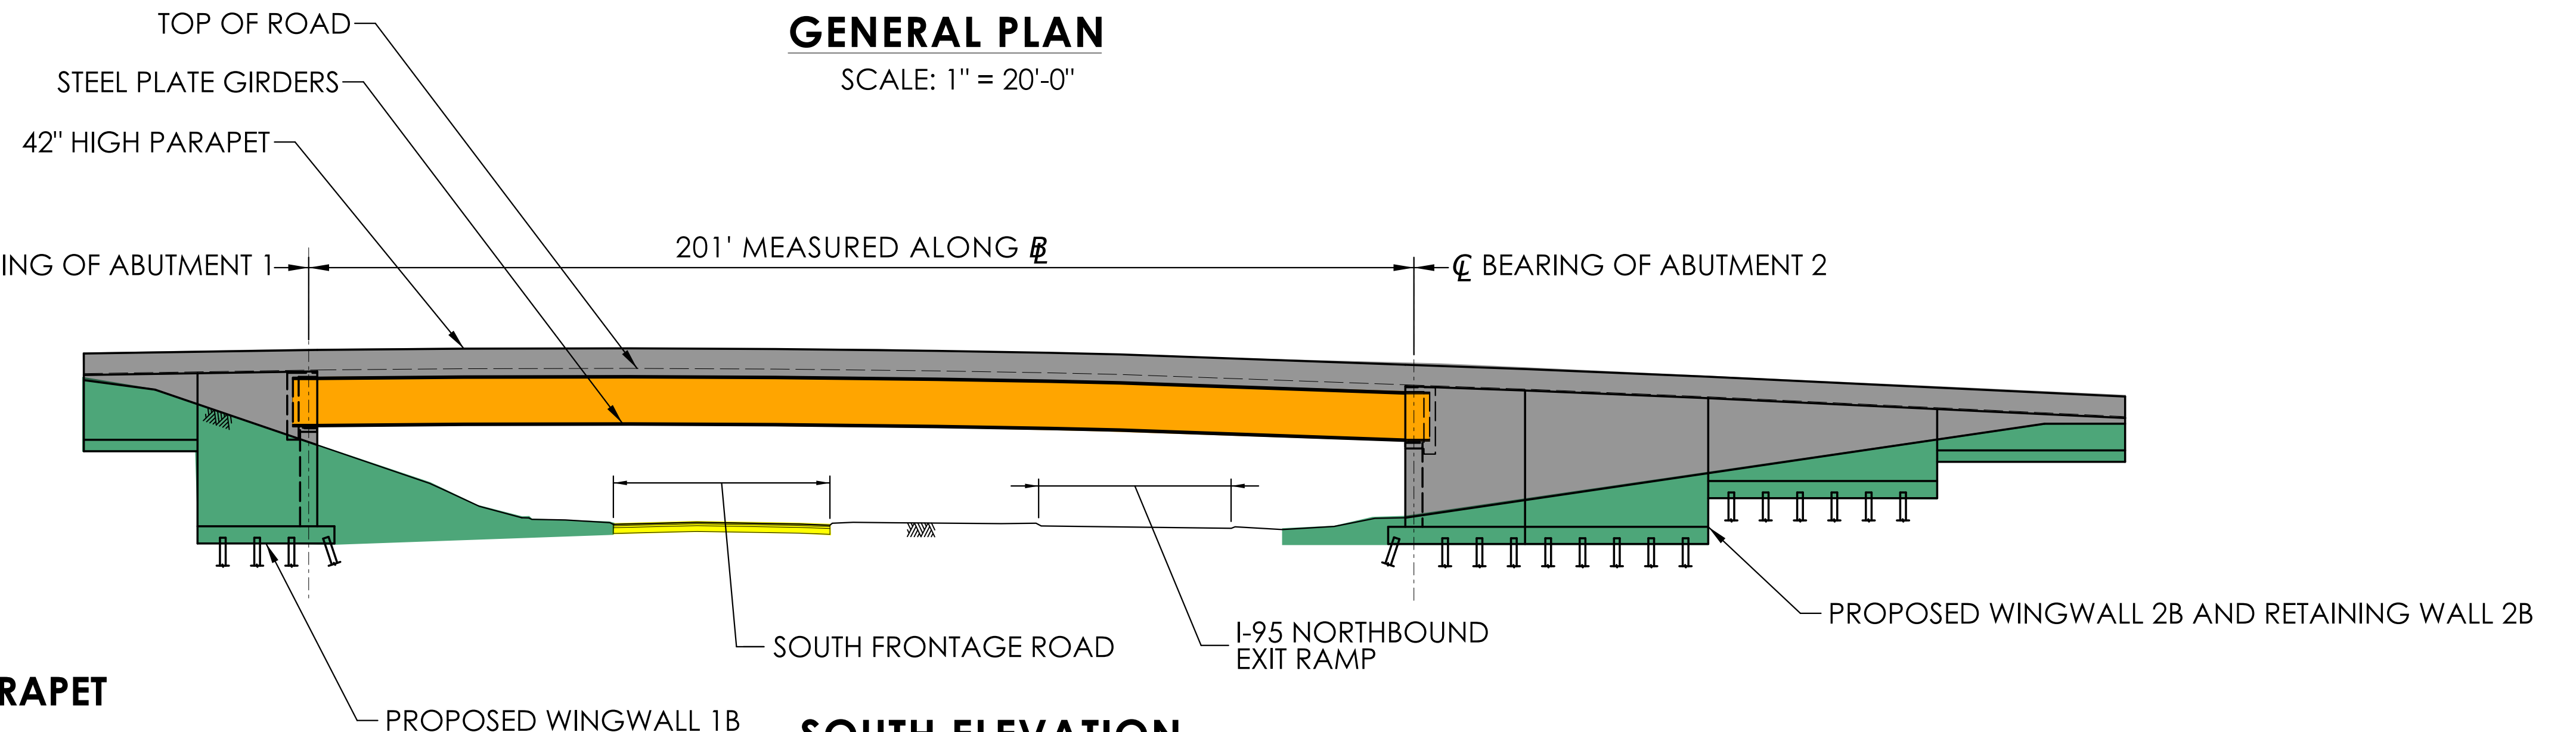 TOP OF ROAD
GENERAL PLAN
SCALE: 1" = 20'-0"
STEEL PLATE GIRDERS
42" HIGH PARAPET
201' MEASURED ALONG ℄
OF ABUTMENT 1
℄ BEARING OF ABUTMENT 2
SOUTH FRONTAGE ROAD
I-95 NORTHBOUND
EXIT RAMP
PROPOSED WINGWALL 2B AND RETAINING WALL 2B
PROPOSED WINGWALL 1B
SOUTH ELEVATION